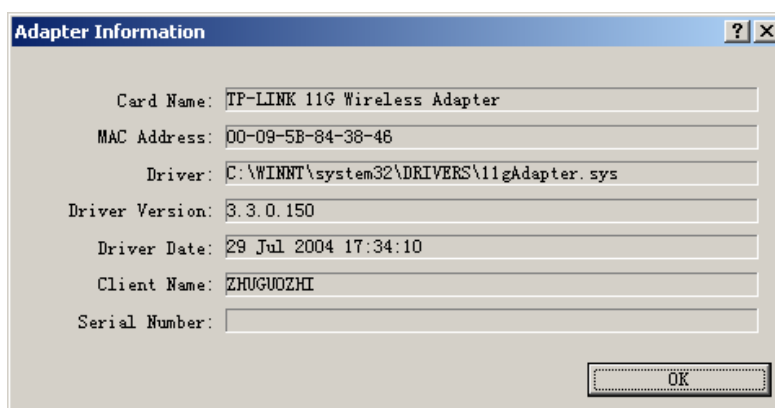 Adapter Information
Card Name: TP-LINK 11G Wireless Adapter
MAC Address: 00-09-5B-84-38-46
Driver: C:\WINNT\system32\DRIVERS\11gAdapter.sys
Driver Version: 3.3.0.150
Driver Date: 29 Jul 2004 17:34:10
Client Name: ZHUGUOZHI
Serial Number:
OK